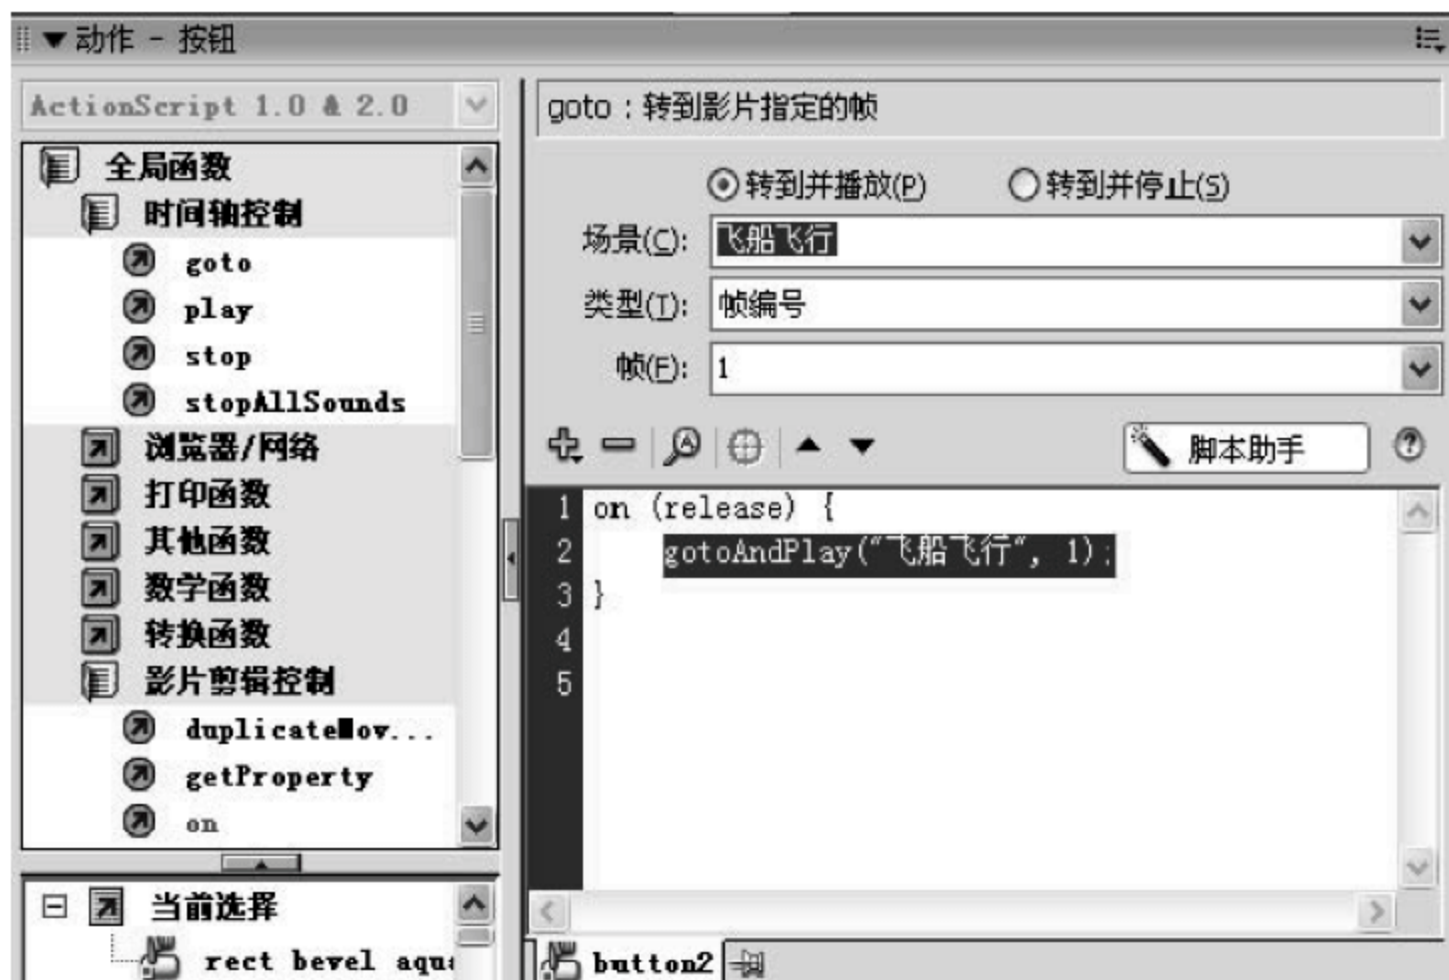 动作 - 按钮
ActionScript 1.0 & 2.0
全局函数
时间轴控制
goto
play
stop
stopAllSounds
浏览器/网络
打印函数
其他函数
数学函数
转换函数
影片剪辑控制
duplicateMov...
getProperty
on
当前选择
rect bevel aqua
goto : 转到影片指定的帧
转到并播放(P) 转到并停止(S)
场景(C): 飞船飞行
类型(T): 帧编号
帧(F): 1
脚本助手
1 on (release) {
2 gotoAndPlay("飞船飞行", 1);
3 }
4
5
button2